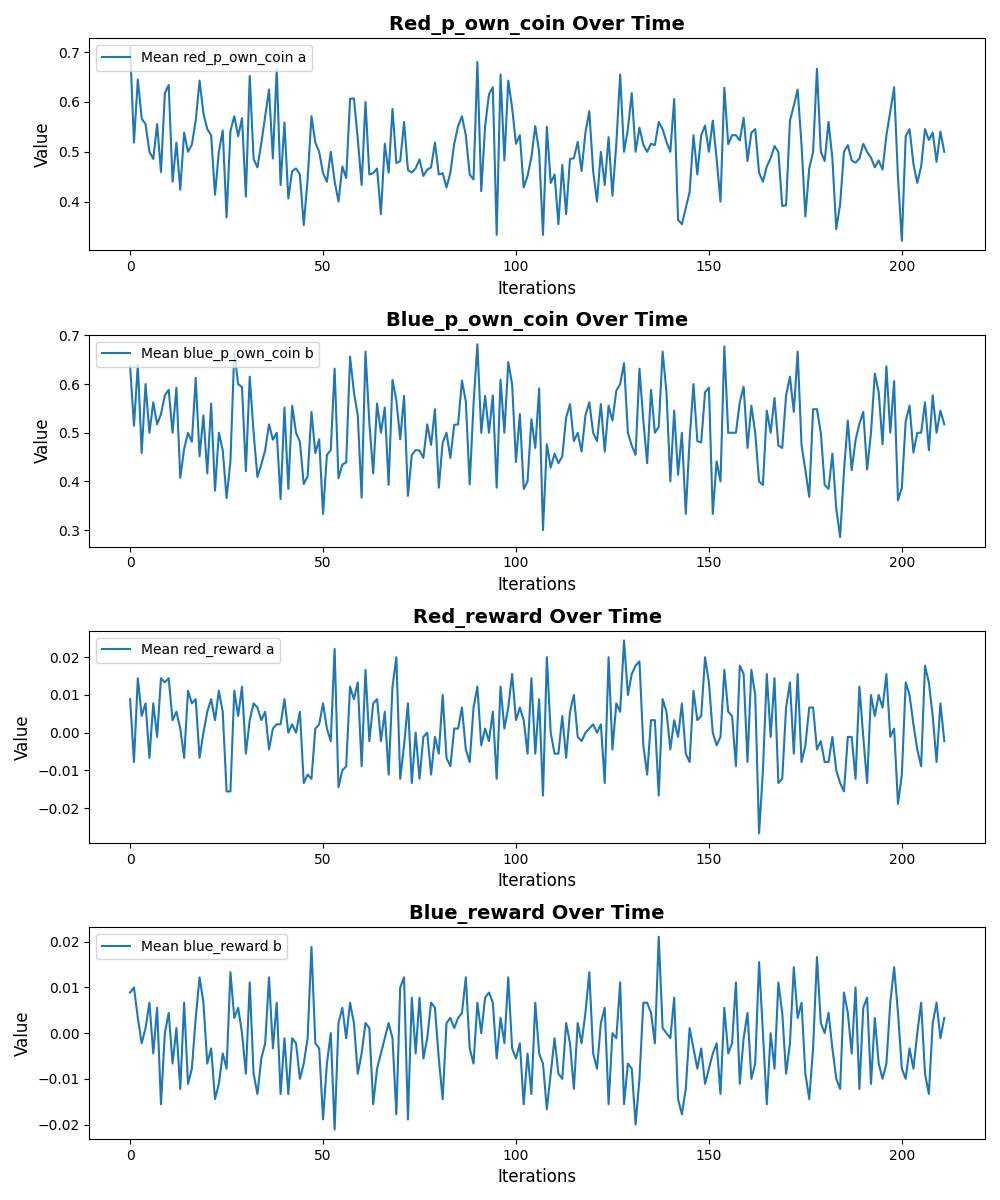 Red_p_own_coin Over Time
Mean red_p_own_coin a
Value
0.7
0.6
0.5
0.4
0 50 100 150 200
Iterations
Blue_p_own_coin Over Time
Mean blue_p_own_coin b
Value
0.7
0.6
0.5
0.4
0.3
0 50 100 150 200
Iterations
Red_reward Over Time
Mean red_reward a
Value
0.02
0.01
0.00
−0.01
−0.02
0 50 100 150 200
Iterations
Blue_reward Over Time
Mean blue_reward b
Value
0.02
0.01
0.00
−0.01
−0.02
0 50 100 150 200
Iterations